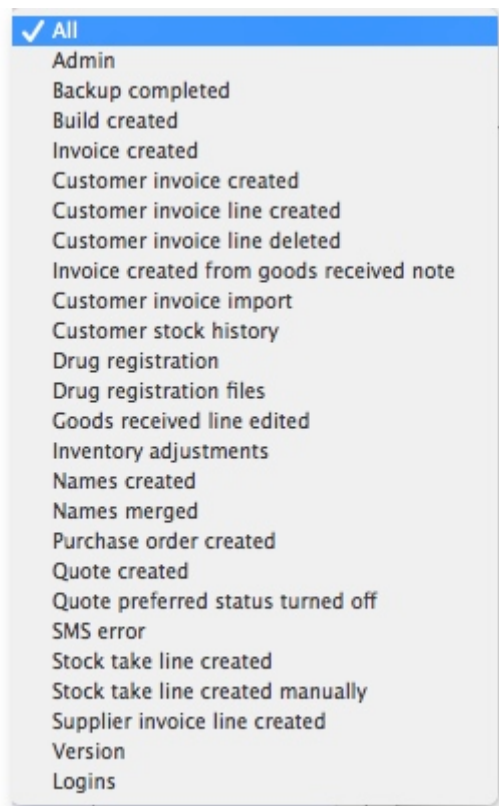 All
Admin
Backup completed
Build created
Invoice created
Customer invoice created
Customer invoice line created
Customer invoice line deleted
Invoice created from goods received note
Customer invoice import
Customer stock history
Drug registration
Drug registration files
Goods received line edited
Inventory adjustments
Names created
Names merged
Purchase order created
Quote created
Quote preferred status turned off
SMS error
Stock take line created
Stock take line created manually
Supplier invoice line created
Version
Logins